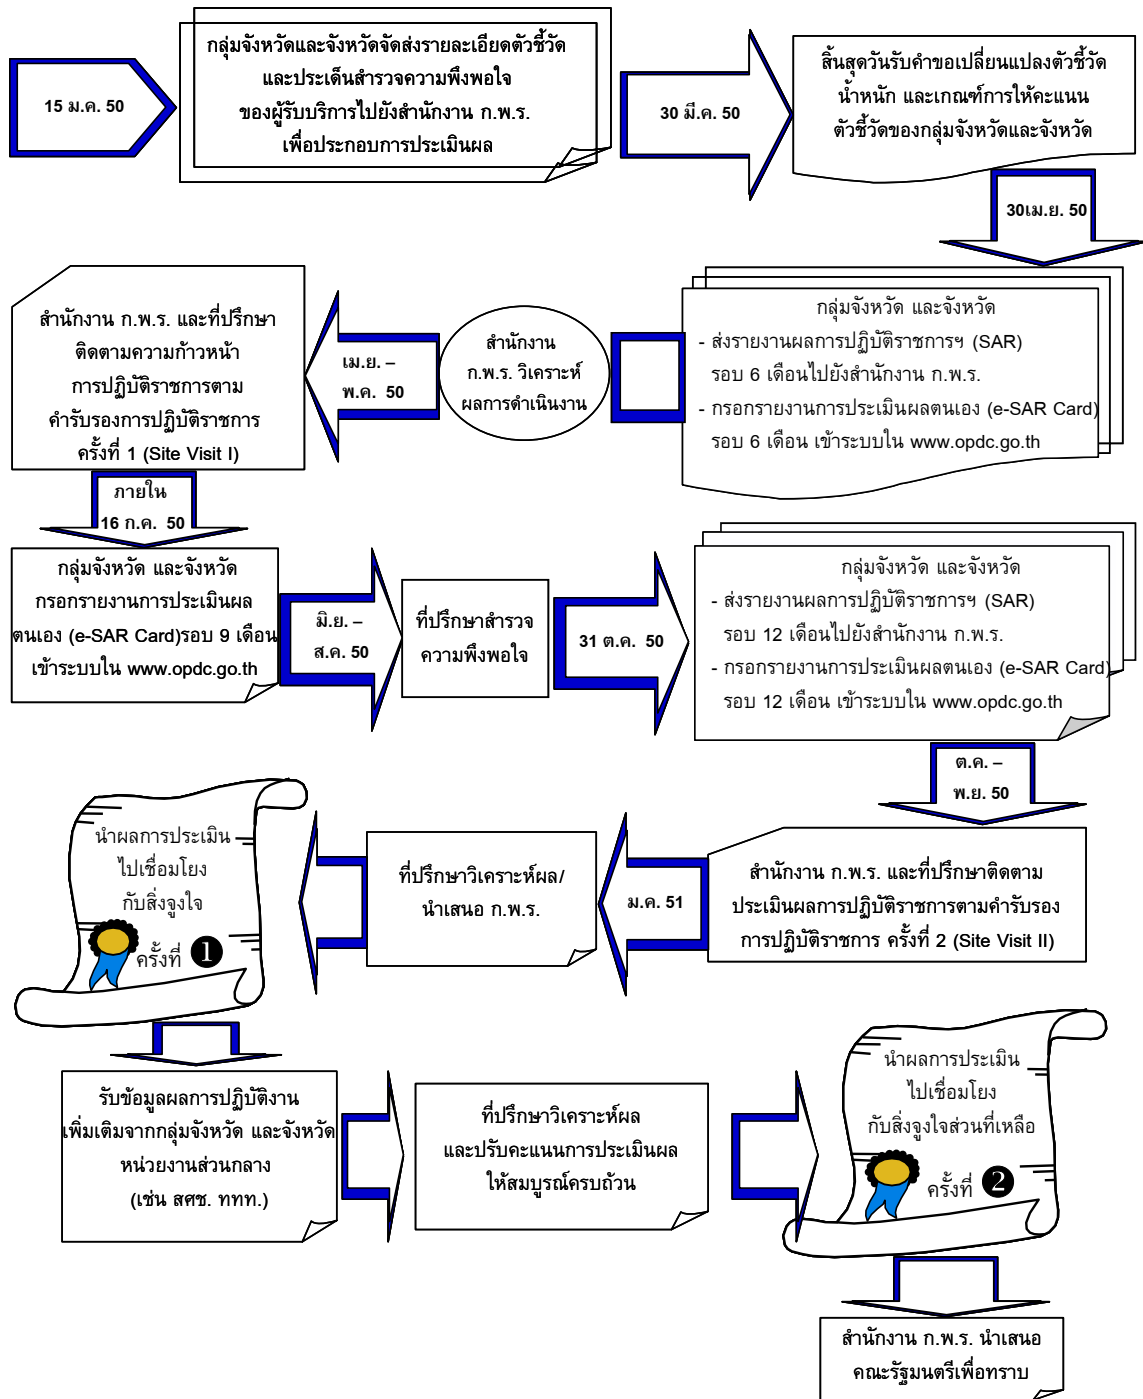 15 ม.ค. 50
กลุ่มจังหวัดและจังหวัดจัดส่งรายละเอียดตัวชี้วัด
และประเด็นสำรวจความพึงพอใจ
ของผู้รับบริการไปยังสำนักงาน ก.พ.ร.
เพื่อประกอบการประเมินผล
30 มี.ค. 50
สิ้นสุดวันรับคำขอเปลี่ยนแปลงตัวชี้วัด
น้ำหนัก และเกณฑ์การให้คะแนน
ตัวชี้วัดของกลุ่มจังหวัดและจังหวัด
30เม.ย. 50
กลุ่มจังหวัด และจังหวัด
- ส่งรายงานผลการปฏิบัติราชการฯ (SAR)
รอบ 6 เดือนไปยังสำนักงาน ก.พ.ร.
- กรอกรายงานการประเมินผลตนเอง (e-SAR Card)
รอบ 6 เดือน เข้าระบบใน www.opdc.go.th
สำนักงาน
ก.พ.ร. วิเคราะห์
ผลการดำเนินงาน
เม.ย. –
พ.ค. 50
สำนักงาน ก.พ.ร. และที่ปรึกษา
ติดตามความก้าวหน้า
การปฏิบัติราชการตาม
คำรับรองการปฏิบัติราชการ
ครั้งที่ 1 (Site Visit I)
ภายใน
16 ก.ค. 50
กลุ่มจังหวัด และจังหวัด
กรอกรายงานการประเมินผล
ตนเอง (e-SAR Card)รอบ 9 เดือน
เข้าระบบใน www.opdc.go.th
มิ.ย. –
ส.ค. 50
ที่ปรึกษาสำรวจ
ความพึงพอใจ
31 ต.ค. 50
กลุ่มจังหวัด และจังหวัด
- ส่งรายงานผลการปฏิบัติราชการฯ (SAR)
รอบ 12 เดือนไปยังสำนักงาน ก.พ.ร.
- กรอกรายงานการประเมินผลตนเอง (e-SAR Card)
รอบ 12 เดือน เข้าระบบใน www.opdc.go.th
ต.ค. –
พ.ย. 50
สำนักงาน ก.พ.ร. และที่ปรึกษาติดตาม
ประเมินผลการปฏิบัติราชการตามคำรับรอง
การปฏิบัติราชการ ครั้งที่ 2 (Site Visit II)
ม.ค. 51
ที่ปรึกษาวิเคราะห์ผล/
นำเสนอ ก.พ.ร.
นำผลการประเมิน
ไปเชื่อมโยง
กับสิ่งจูงใจ
ครั้งที่ ❶
รับข้อมูลผลการปฏิบัติงาน
เพิ่มเติมจากกลุ่มจังหวัด และจังหวัด
หน่วยงานส่วนกลาง
(เช่น สศช. ททท.)
ที่ปรึกษาวิเคราะห์ผล
และปรับคะแนนการประเมินผล
ให้สมบูรณ์ครบถ้วน
นำผลการประเมิน
ไปเชื่อมโยง
กับสิ่งจูงใจส่วนที่เหลือ
ครั้งที่ ❷
สำนักงาน ก.พ.ร. นำเสนอ
คณะรัฐมนตรีเพื่อทราบ